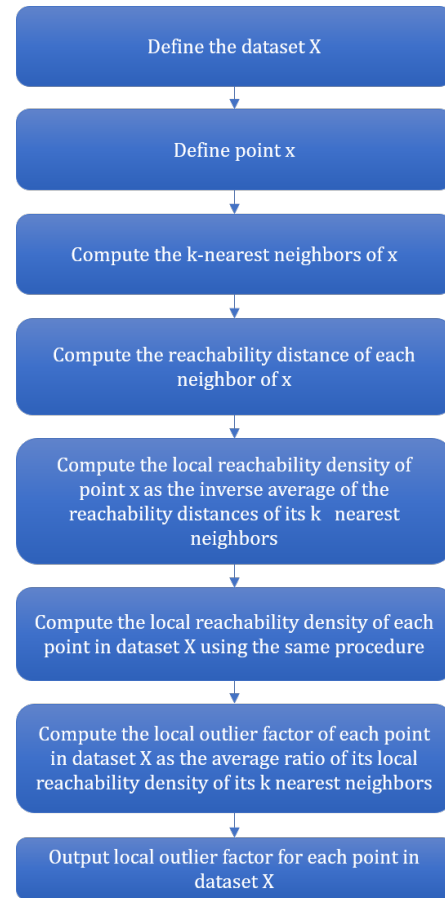 Define the dataset X
Define point x
Compute the k-nearest neighbors of x
Compute the reachability distance of each
neighbor of x
Compute the local reachability density of
point x as the inverse average of the
reachability distances of its k nearest
neighbors
Compute the local reachability density of each
point in dataset X using the same procedure
Compute the local outlier factor of each point
in dataset X as the average ratio of its local
reachability density of its k nearest neighbors
Output local outlier factor for each point in
dataset X